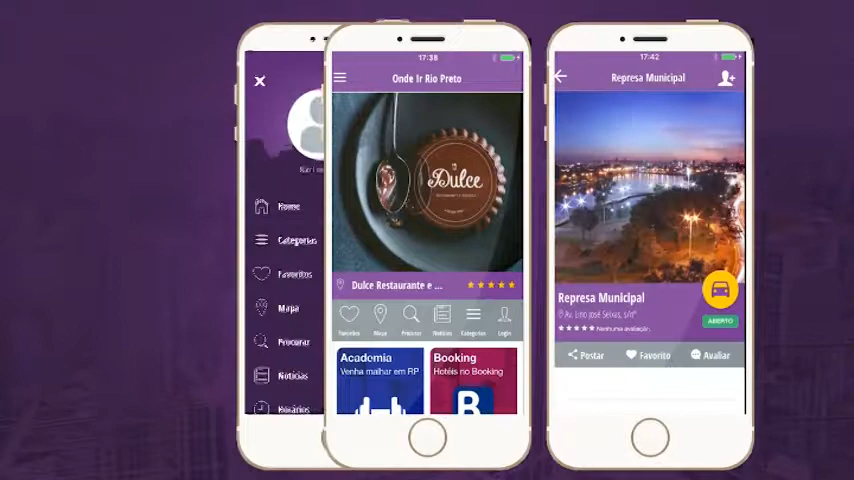 Home
Categorias
Favoritos
Mapa
Procurar
Notícias
Horários
17:38
Onde Ir Rio Preto
Dulce
Dulce Restaurante e ...
Favoritos
Mapa
Procurar
Notícias
Categorias
Login
Academia
Venha malhar em RP
Booking
Hotéis no Booking
B
17:42
Represa Municipal
Represa Municipal
Av. Lino José Seixas, s/nº
Nenhuma avaliação.
ABERTO
Postar
Favorito
Avaliar